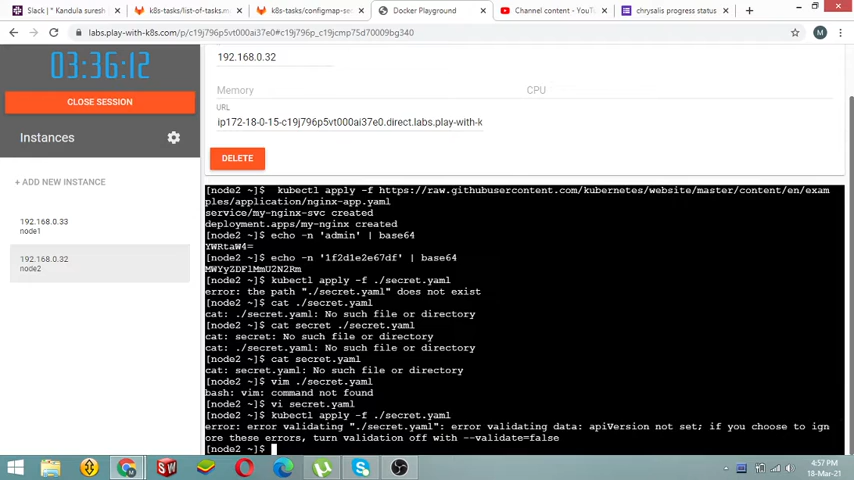 Slack | * Kandula suresh
k8s-tasks/list-of-tasks.m
k8s-tasks/configmap-se
Docker Playground
Channel content - YouT
chrysalis progress status
labs.play-with-k8s.com/p/c19j796p5vt000ai37e0#c19j796p_c19jcmp75d70009bg340
M
03:36:12
CLOSE SESSION
Instances
+ ADD NEW INSTANCE
192.168.0.33
node1
192.168.0.32
node2
192.168.0.32
Memory
CPU
URL
ip172-18-0-15-c19j796p5vt000ai37e0.direct.labs.play-with-k
DELETE
[node2 ~]$  kubectl apply -f https://raw.githubusercontent.com/kubernetes/website/master/content/en/exam
ples/application/nginx-app.yaml
service/my-nginx-svc created
deployment.apps/my-nginx created
[node2 ~]$ echo -n 'admin' | base64
YWRtaW4=
[node2 ~]$ echo -n '1f2d1e2e67df' | base64
MWYyZDFlMmU2N2Rm
[node2 ~]$ kubectl apply -f ./secret.yaml
error: the path "./secret.yaml" does not exist
[node2 ~]$ cat ./secret.yaml
cat: ./secret.yaml: No such file or directory
[node2 ~]$ cat secret ./secret.yaml
cat: secret: No such file or directory
cat: ./secret.yaml: No such file or directory
[node2 ~]$ cat secret.yaml
cat: secret.yaml: No such file or directory
[node2 ~]$ vim ./secret.yaml
bash: vim: command not found
[node2 ~]$ vi secret.yaml
[node2 ~]$ kubectl apply -f ./secret.yaml
error: error validating "./secret.yaml": error validating data: apiVersion not set; if you choose to ign
ore these errors, turn validation off with --validate=false
[node2 ~]$
4:57 PM
18-Mar-21